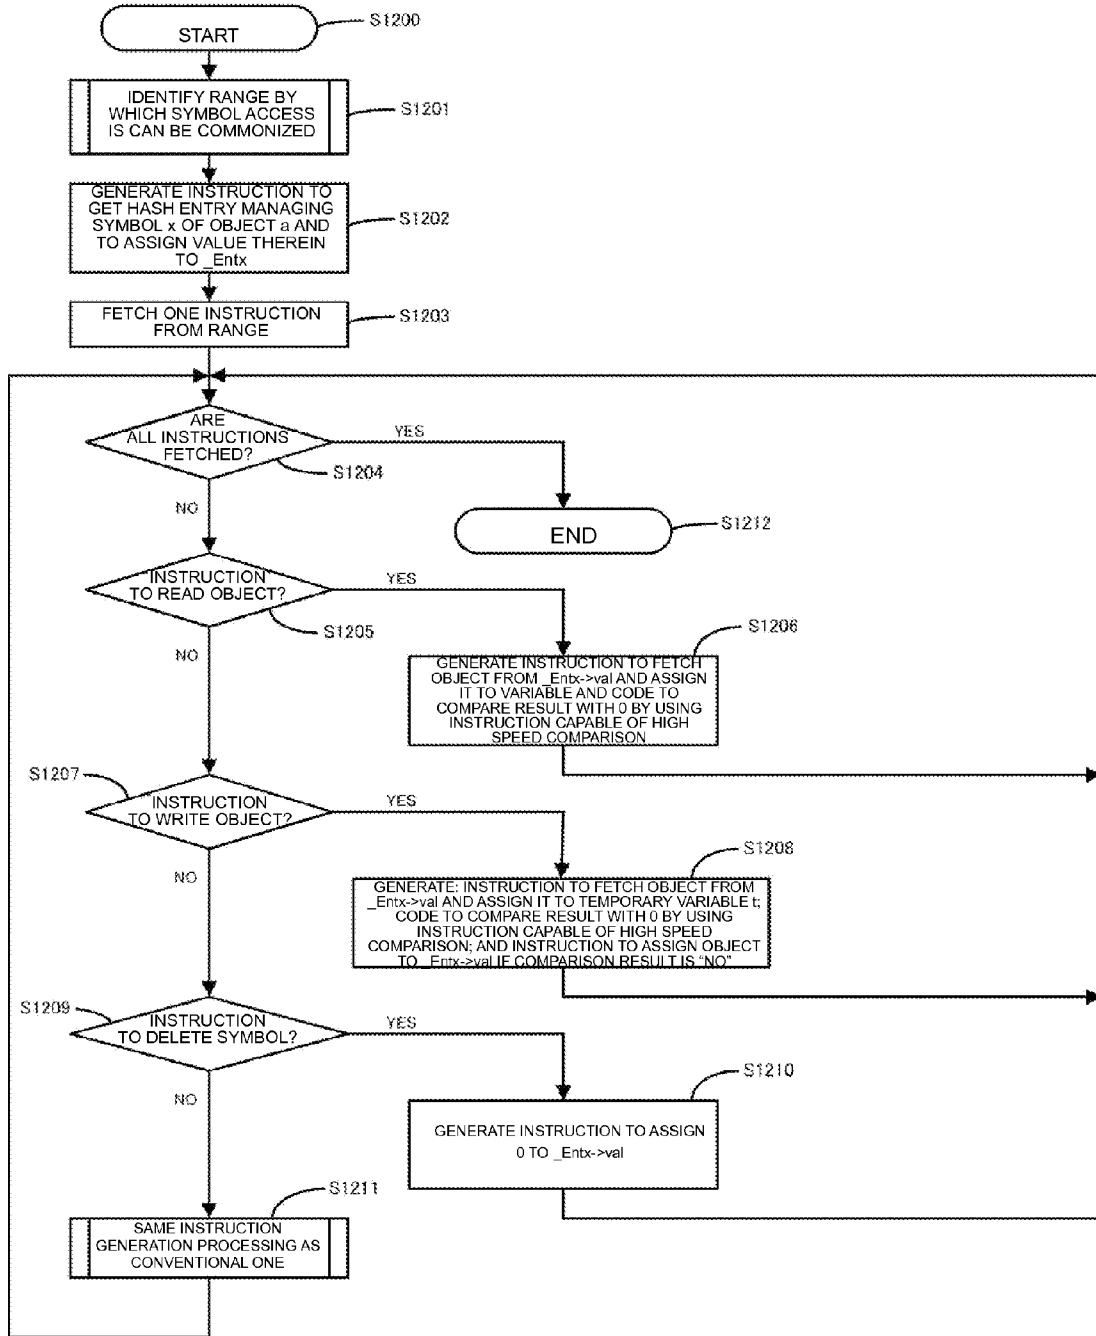 START
S1200
IDENTIFY RANGE BY
WHICH SYMBOL ACCESS
IS CAN BE COMMONIZED
S1201
GENERATE INSTRUCTION TO
GET HASH ENTRY MANAGING
SYMBOL x OF OBJECT a AND
TO ASSIGN VALUE THEREIN
TO _Entx
S1202
FETCH ONE INSTRUCTION
FROM RANGE
S1203
ARE
ALL INSTRUCTIONS
FETCHED?
YES
S1204
NO
END
S1212
INSTRUCTION
TO READ OBJECT?
YES
S1205
NO
S1206
GENERATE INSTRUCTION TO FETCH
OBJECT FROM _Entx->val AND ASSIGN
IT TO VARIABLE AND CODE TO
COMPARE RESULT WITH 0 BY USING
INSTRUCTION CAPABLE OF HIGH
SPEED COMPARISON
S1207
INSTRUCTION
TO WRITE OBJECT?
YES
NO
S1208
GENERATE: INSTRUCTION TO FETCH OBJECT FROM
_Entx->val AND ASSIGN IT TO TEMPORARY VARIABLE t;
CODE TO COMPARE RESULT WITH 0 BY USING
INSTRUCTION CAPABLE OF HIGH SPEED
COMPARISON; AND INSTRUCTION TO ASSIGN OBJECT
TO _Entx->val IF COMPARISON RESULT IS “NO”
S1209
INSTRUCTION
TO DELETE SYMBOL?
YES
NO
S1210
GENERATE INSTRUCTION TO ASSIGN
0 TO _Entx->val
S1211
SAME INSTRUCTION
GENERATION PROCESSING AS
CONVENTIONAL ONE